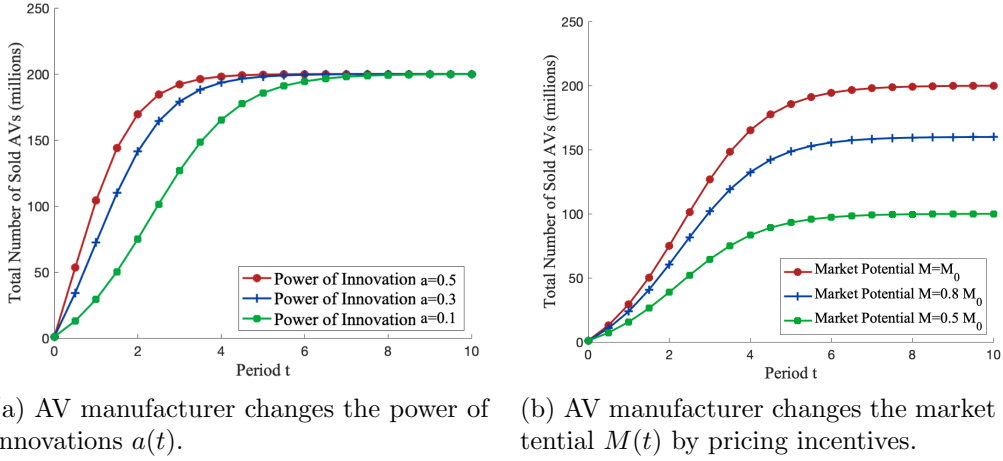 250
200
150
100
50
0
Total Number of Sold AVs (millions)
Power of Innovation a=0.5
Power of Innovation a=0.3
Power of Innovation a=0.1
0 2 4 6 8 10
Period t
250
200
150
100
50
0
Total Number of Sold AVs (millions)
Market Potential M=M0
Market Potential M=0.8 M0
Market Potential M=0.5 M0
0 2 4 6 8 10
Period t
a) AV manufacturer changes the power of
nnovations a(t).
(b) AV manufacturer changes the market
tential M(t) by pricing incentives.